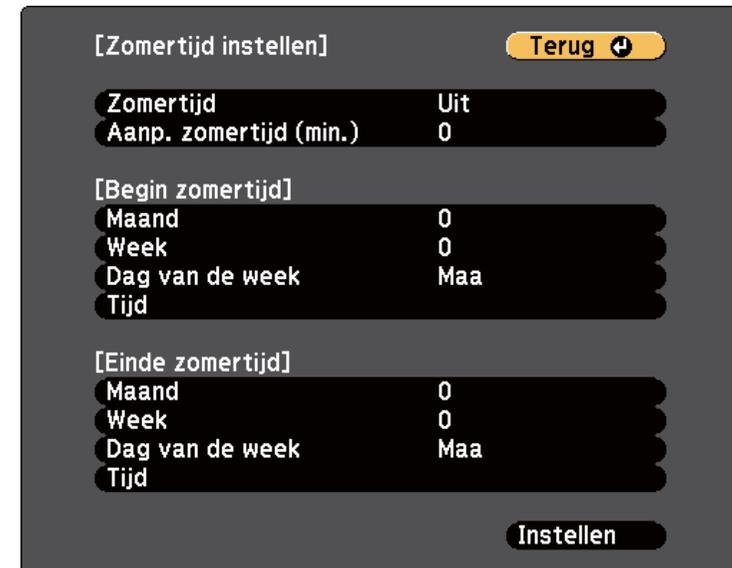 [Zomertijd instellen] Terug
Zomertijd Uit
Aanp. zomertijd (min.) 0
[Begin zomertijd]
Maand 0
Week 0
Dag van de week Maa
Tijd
[Einde zomertijd]
Maand 0
Week 0
Dag van de week Maa
Tijd
Instellen